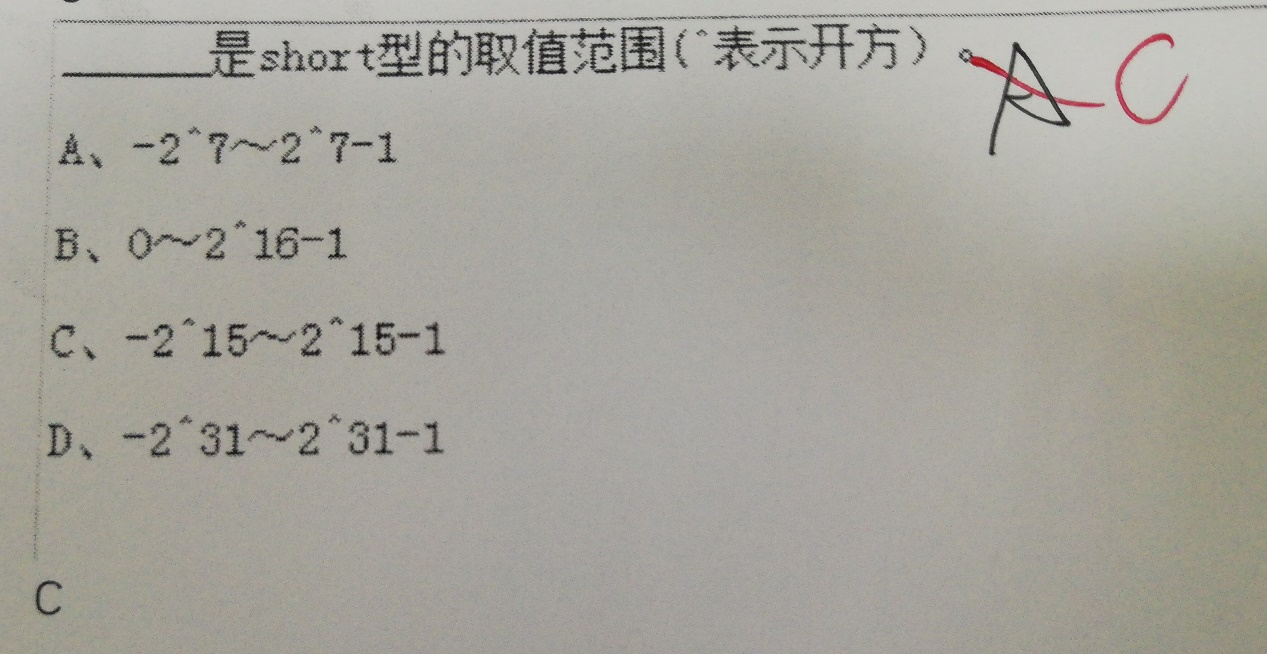 ______是short型的取值范围(^表示开方) A C
A、-2^7～2^7-1
B、0～2^16-1
C、-2^15～2^15-1
D、-2^31～2^31-1
C